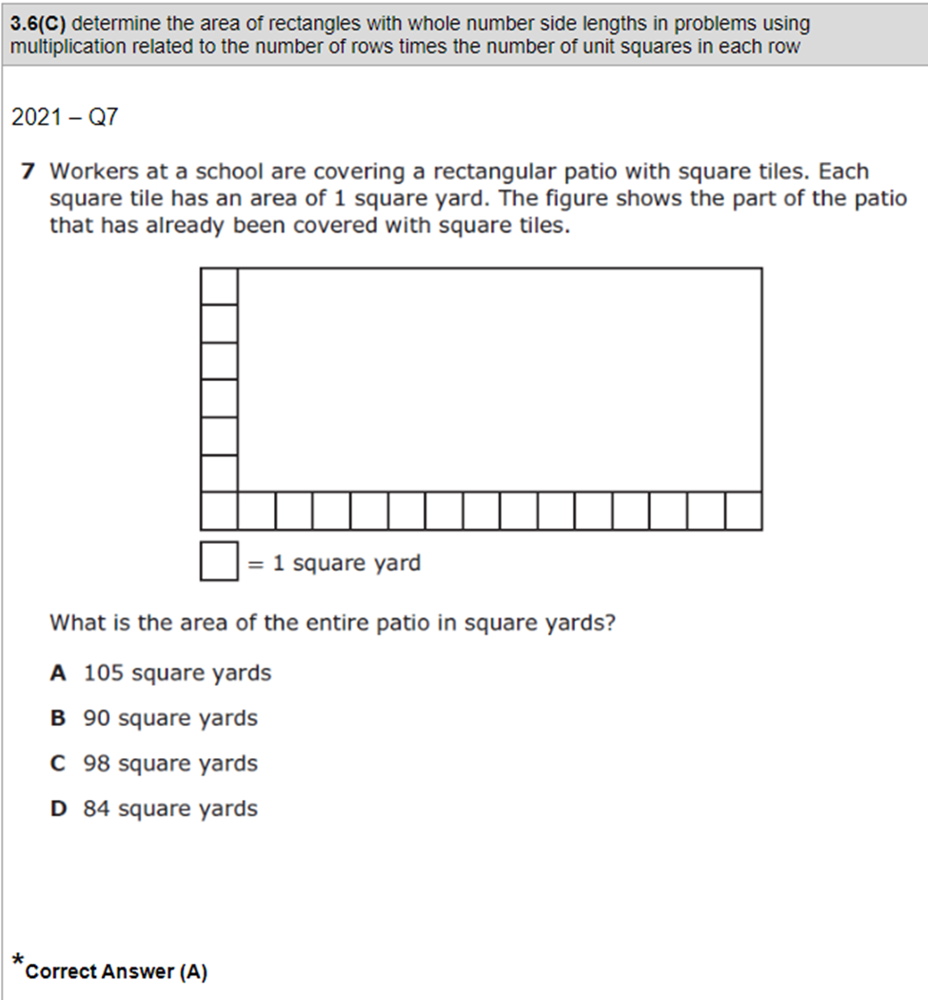 3.6(C) determine the area of rectangles with whole number side lengths in problems using
multiplication related to the number of rows times the number of unit squares in each row
2021 – Q7
7 Workers at a school are covering a rectangular patio with square tiles. Each
square tile has an area of 1 square yard. The figure shows the part of the patio
that has already been covered with square tiles.
= 1 square yard
What is the area of the entire patio in square yards?
A 105 square yards
B 90 square yards
C 98 square yards
D 84 square yards
*Correct Answer (A)